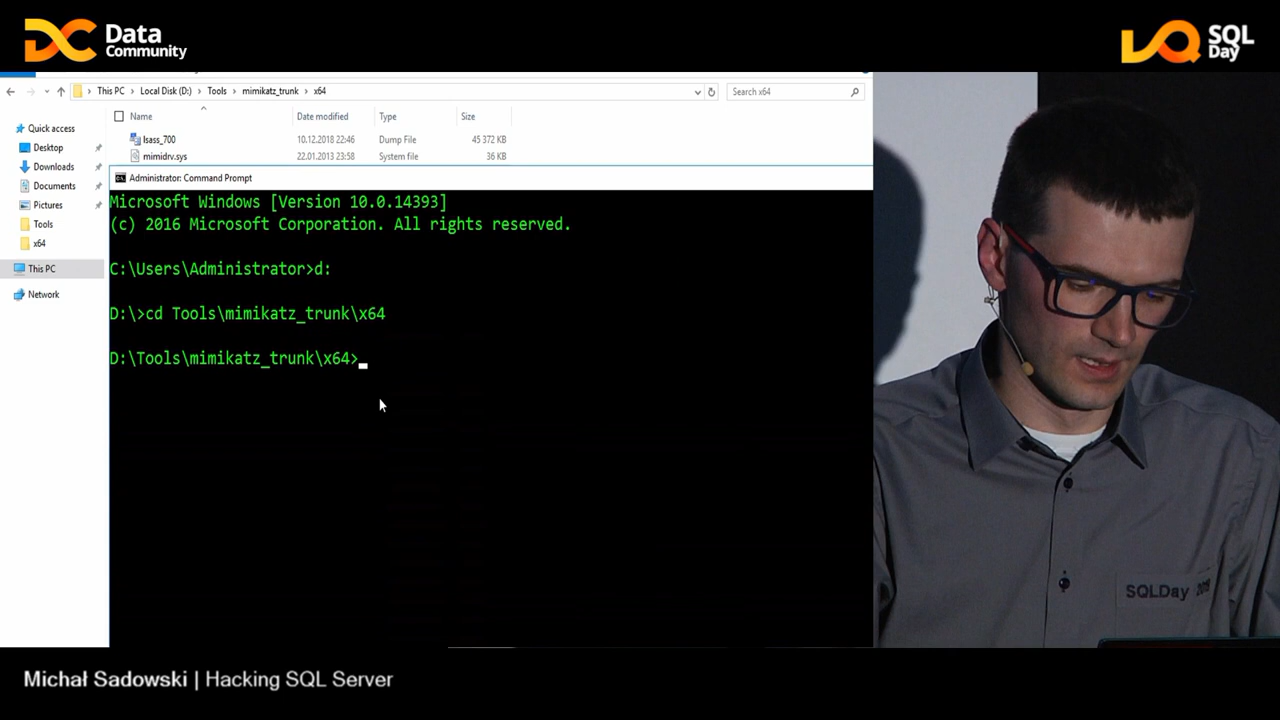 Data
Community
SQL
Day
This PC > Local Disk (D:) > Tools > mimikatz_trunk > x64
Search x64
Quick access
Desktop
Downloads
Documents
Pictures
Tools
x64
This PC
Network
Name Date modified Type Size
lsass_700 10.12.2018 22:46 Dump File 45 372 KB
mimidrv.sys 22.01.2013 23:58 System file 36 KB
Administrator: Command Prompt
Microsoft Windows [Version 10.0.14393]
(c) 2016 Microsoft Corporation. All rights reserved.
C:\Users\Administrator>d:
D:\>cd Tools\mimikatz_trunk\x64
D:\Tools\mimikatz_trunk\x64>
SQLDay
Michał Sadowski | Hacking SQL Server